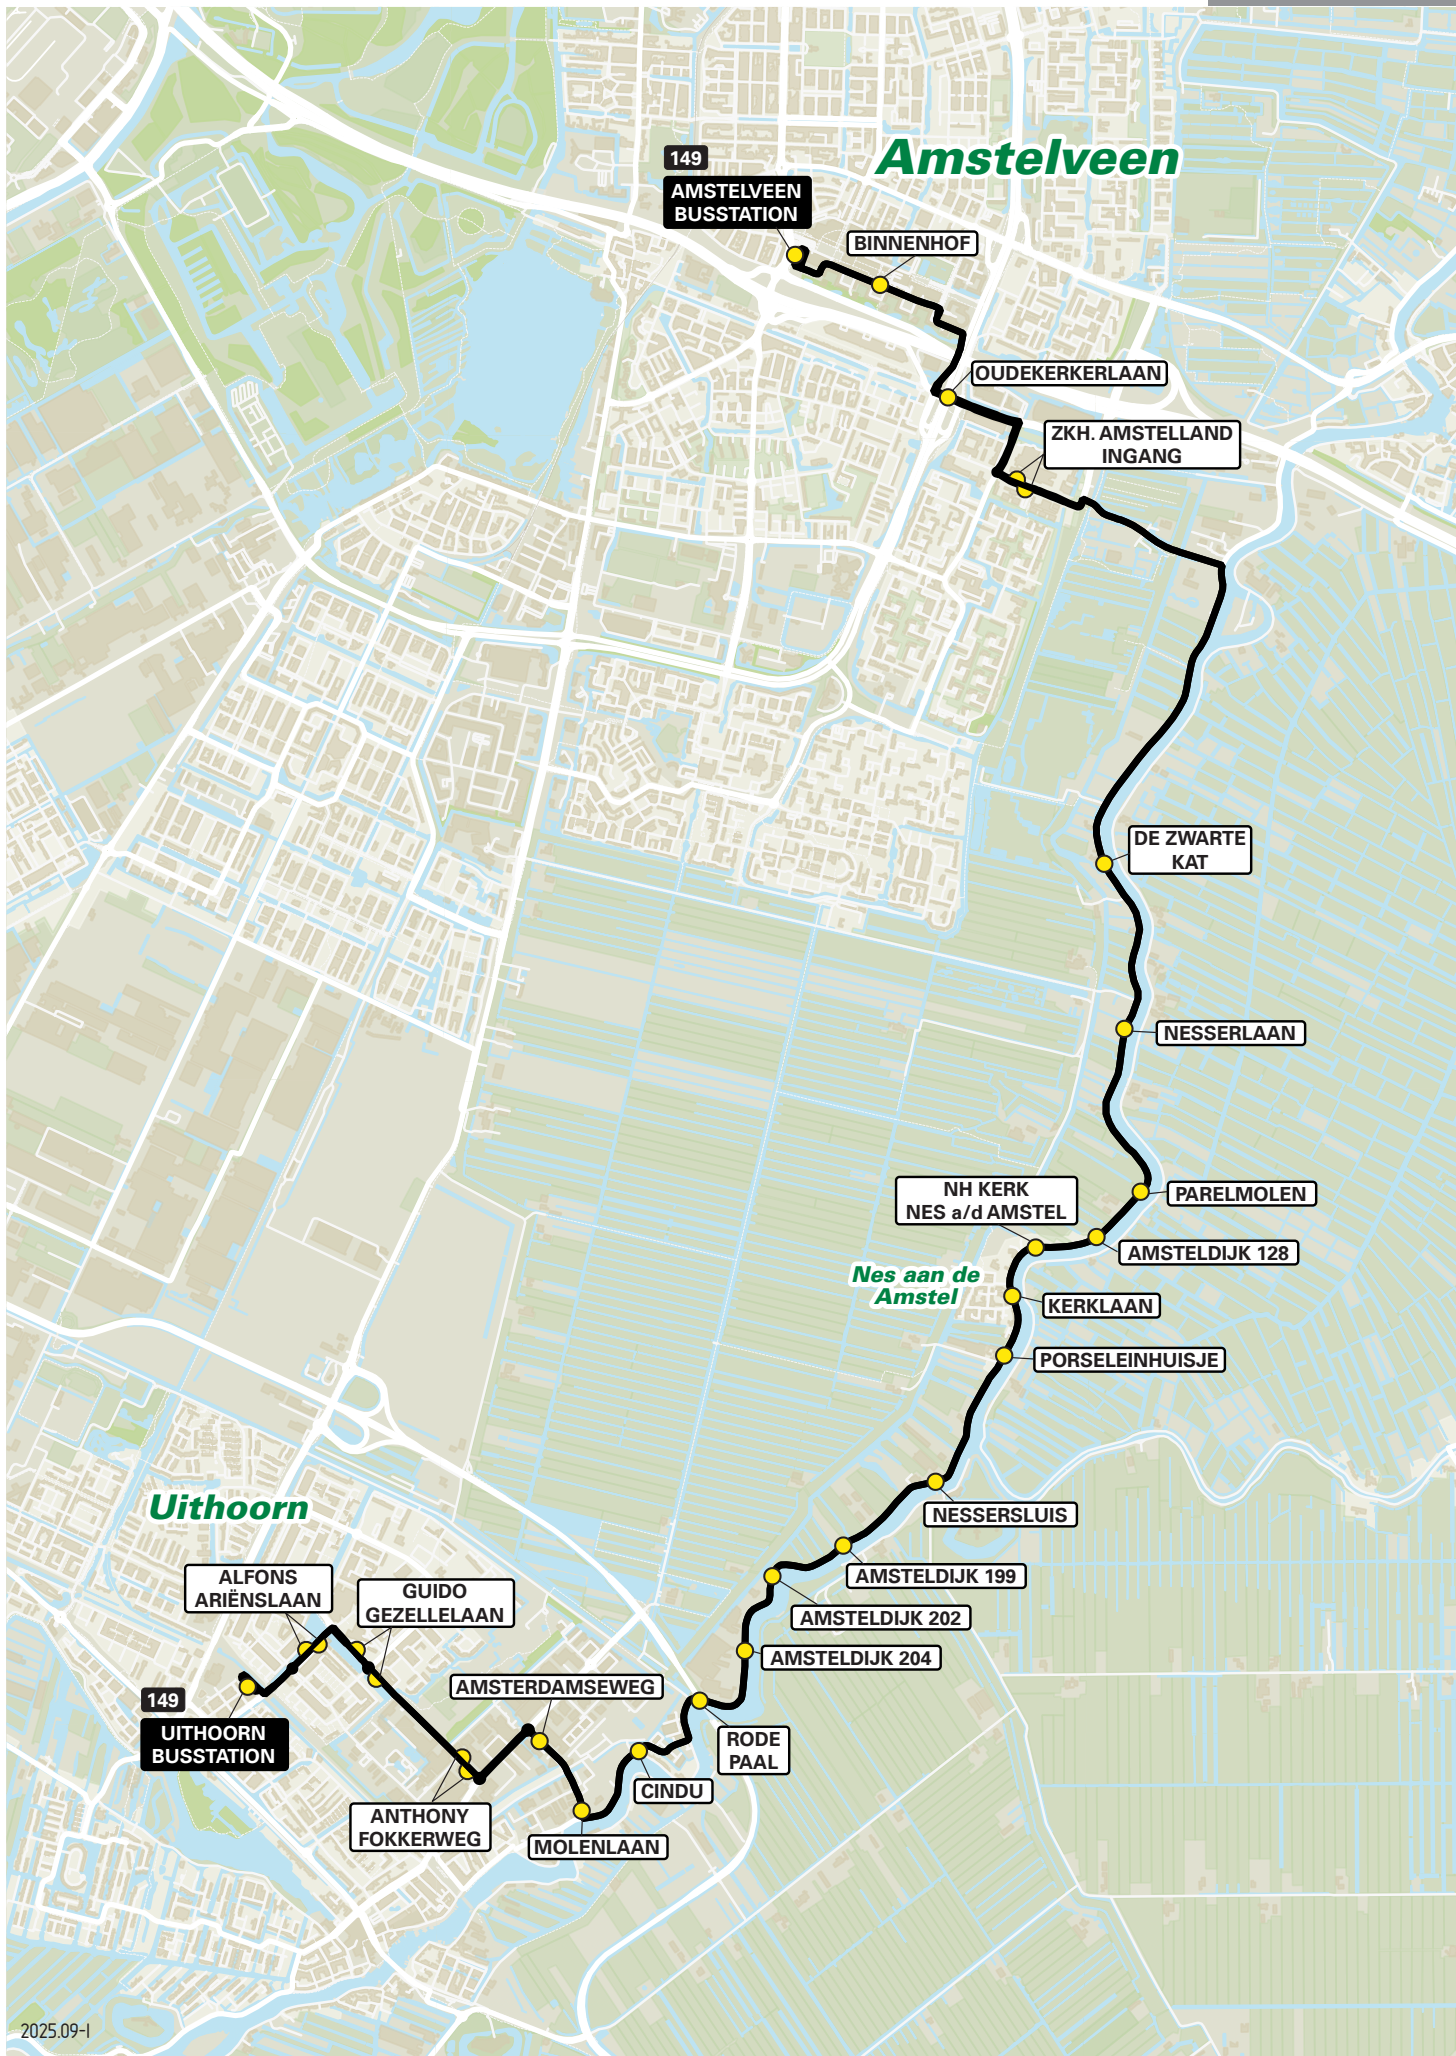 Amstelveen
149
AMSTELVEEN
BUSSTATION
BINNENHOF
OUDEKERKERLAAN
ZKH. AMSTELLAND
INGANG
DE ZWARTE
KAT
NESSERLAAN
PARELMOLEN
NH KERK
NES a/d AMSTEL
AMSTELDIJK 128
Nes aan de
Amstel
KERKLAAN
PORSELEINHUISJE
NESSERSLUIS
Uithoorn
AMSTELDIJK 199
ALFONS
ARIËNSLAAN
GUIDO
GEZELLELAAN
AMSTELDIJK 202
AMSTELDIJK 204
AMSTERDAMSEWEG
149
UITHOORN
BUSSTATION
RODE
PAAL
CINDU
ANTHONY
FOKKERWEG
MOLENLAAN
2025.09-I